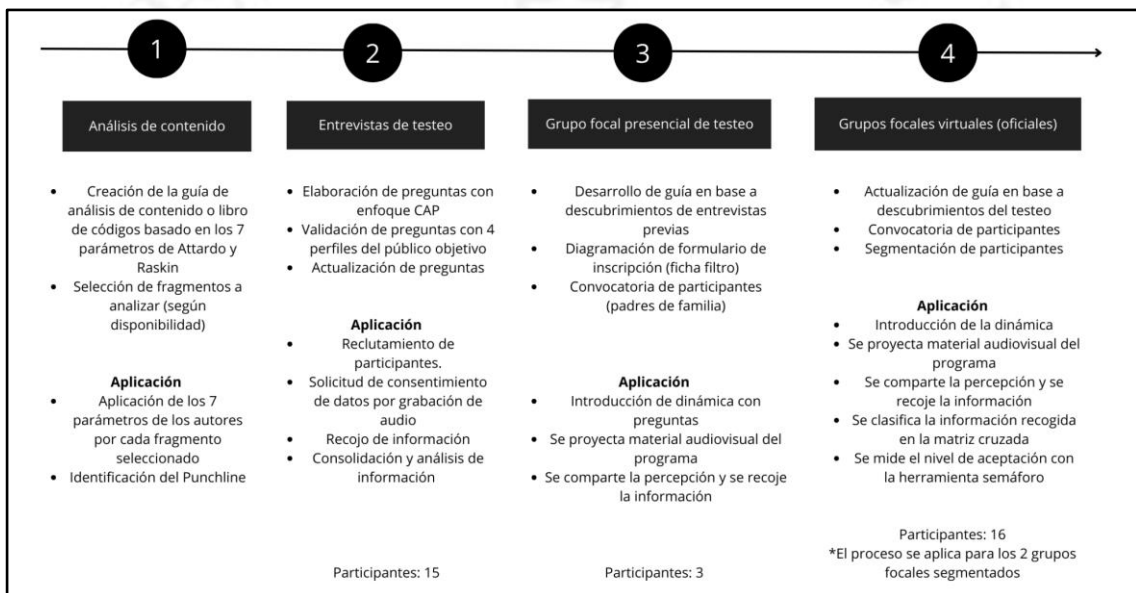 1
Análisis de contenido
Creación de la guía de
análisis de contenido o libro
de códigos basado en los 7
parámetros de Attardo y
Raskin
Selección de fragmentos a
analizar (según
disponibilidad)
Aplicación
Aplicación de los 7
parámetros de los autores
por cada fragmento
seleccionado
Identificación del Punchline
2
Entrevistas de testeo
Elaboración de preguntas con
enfoque CAP
Validación de preguntas con 4
perfiles del público objetivo
Actualización de preguntas
Aplicación
Reclutamiento de
participantes.
Solicitud de consentimiento
de datos por grabación de
audio
Recojo de información
Consolidación y análisis de
información
Participantes: 15
3
Grupo focal presencial de testeo
Desarrollo de guía en base a
descubrimientos de entrevistas
previas
Diagramación de formulario de
inscripción (ficha filtro)
Convocatoria de participantes
(padres de familia)
Aplicación
Introducción de dinámica con
preguntas
Se proyecta material audiovisual del
programa
Se comparte la percepción y se recoje
la información
Participantes: 3
4
Grupos focales virtuales (oficiales)
Actualización de guía en base a
descubrimientos del testeo
Convocatoria de participantes
Segmentación de participantes
Aplicación
Introducción de la dinámica
Se proyecta material audiovisual del
programa
Se comparte la percepción y se
recoje la información
Se clasifica la información recogida
en la matriz cruzada
Se mide el nivel de aceptación con
la herramienta semáforo
Participantes: 16
*El proceso se aplica para los 2 grupos
focales segmentados